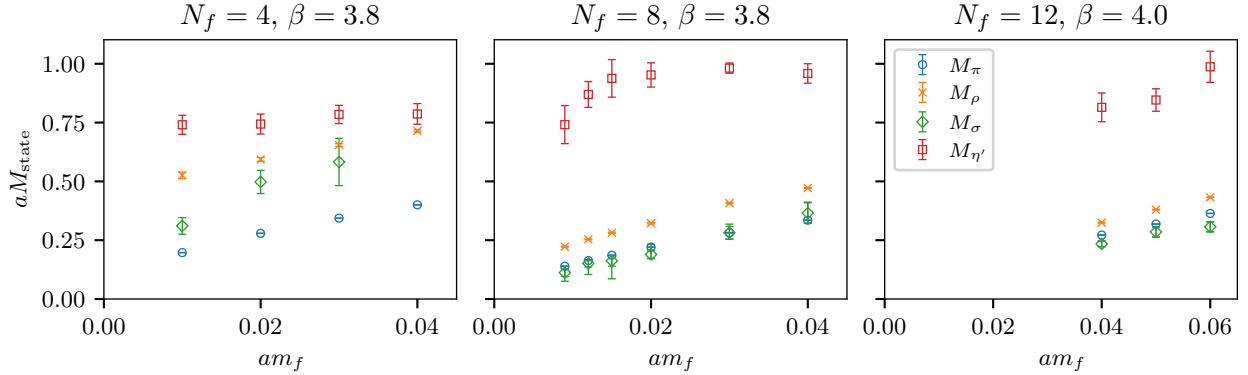 N_f = 4, β = 3.8
N_f = 8, β = 3.8
N_f = 12, β = 4.0
aM_state
1.00
0.75
0.50
0.25
0.00
0.00 0.02 0.04
am_f
0.00 0.02 0.04
am_f
M_π
M_ρ
M_σ
M_η′
0.00 0.02 0.04 0.06
am_f